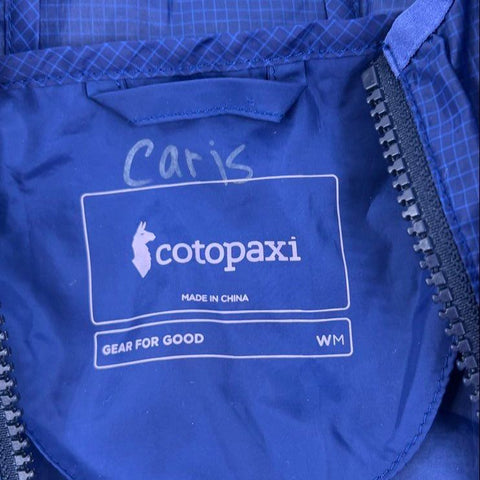 Caris
cotopaxi
MADE IN CHINA
GEAR FOR GOOD WM